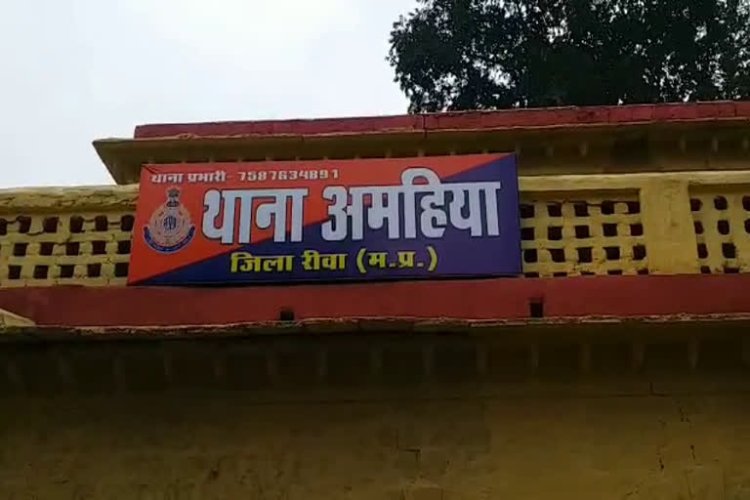 थाना प्रभारी- 7587634891
थाना अमहिया
जिला रीवा (म.प्र.)